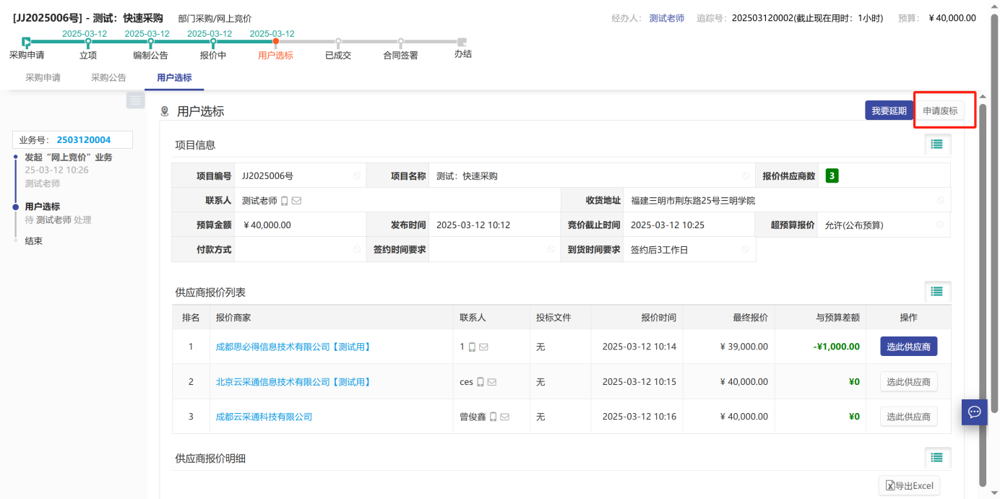 [JJ2025006号] - 测试：快速采购 部门采购/网上竞价 经办人： 测试老师 追踪号： 202503120002(截止现在用时：1小时) 预算： ￥40,000.00
2025-03-12 2025-03-12 2025-03-12 2025-03-12
采购申请 立项 编制公告 报价中 用户选标 已成交 合同签署 办结
采购申请 采购公告 用户选标
业务号： 2503120004
发起“网上竞价”业务
25-03-12 10:26
测试老师
用户选标
待 测试老师 处理
结束
用户选标 我要延期 申请废标
项目信息
项目编号 JJ2025006号 项目名称 测试：快速采购 报价供应商数 3
联系人 测试老师 收货地址 福建三明市荆东路25号三明学院
预算金额 ￥40,000.00 发布时间 2025-03-12 10:12 竞价截止时间 2025-03-12 10:25 超预算报价 允许(公布预算)
付款方式 签约时间要求 到货时间要求 签约后3工作日
供应商报价列表
排名 报价商家 联系人 投标文件 报价时间 最终报价 与预算差额 操作
1 成都思必得信息技术有限公司【测试用】 1 无 2025-03-12 10:14 ￥39,000.00 -¥1,000.00 选此供应商
2 北京云采通信息技术有限公司【测试用】 ces 无 2025-03-12 10:15 ￥40,000.00 ¥0 选此供应商
3 成都云采通科技有限公司 曾俊鑫 无 2025-03-12 10:16 ￥40,000.00 ¥0 选此供应商
供应商报价明细
导出Excel